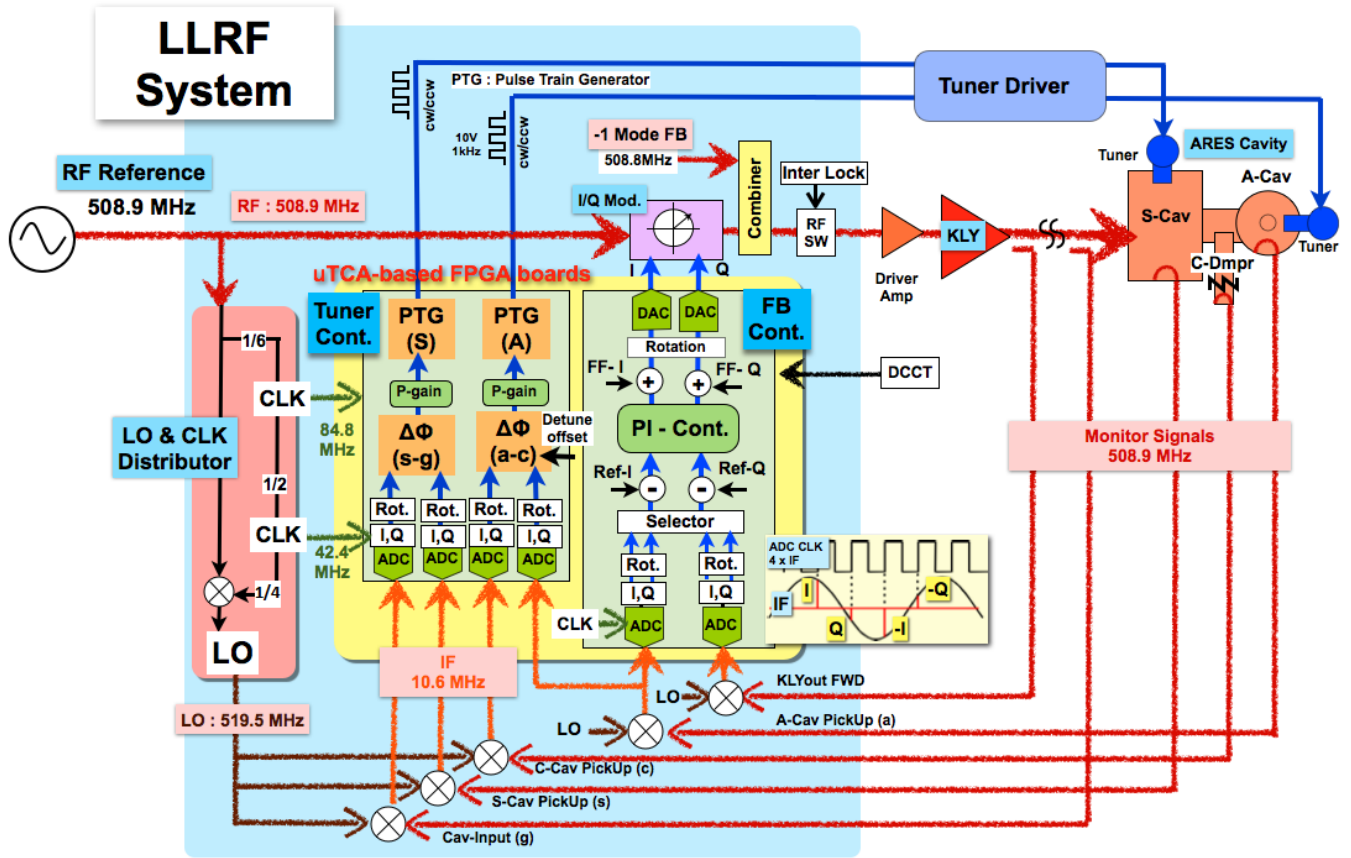 LLRF
System
PTG : Pulse Train Generator
cw/ccw
10V
1kHz
cw/ccw
Tuner Driver
-1 Mode FB
508.8MHz
Combiner
Inter Lock
RF
SW
Tuner
ARES Cavity
A-Cav
S-Cav
Tuner
C-Dmpr
RF Reference
508.9 MHz
RF : 508.9 MHz
I/Q Mod.
I
Q
Driver
Amp
KLY
uTCA-based FPGA boards
Tuner
Cont.
PTG
(S)
PTG
(A)
DAC
DAC
FB
Cont.
Rotation
1/6
P-gain
P-gain
FF- I
+
+
FF- Q
DCCT
CLK
84.8
MHz
ΔΦ
(s-g)
ΔΦ
(a-c)
Detune
offset
PI - Cont.
LO & CLK
Distributor
Monitor Signals
508.9 MHz
Ref-I
-
-
Ref-Q
1/2
Rot.
Rot.
Rot.
Rot.
Selector
CLK
42.4
MHz
I,Q
I,Q
I,Q
I,Q
ADC
ADC
ADC
ADC
Rot.
Rot.
I,Q
I,Q
ADC CLK
4 x IF
I
-Q
IF
Q
-I
1/4
CLK
ADC
ADC
LO
IF
10.6 MHz
LO
KLYout FWD
LO : 519.5 MHz
LO
A-Cav PickUp (a)
C-Cav PickUp (c)
S-Cav PickUp (s)
Cav-Input (g)